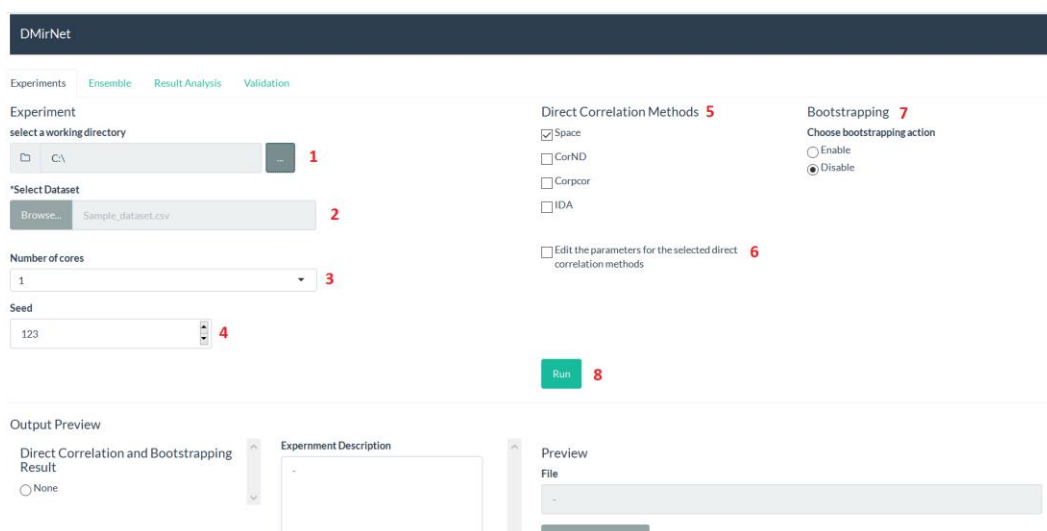 DMirNet
Experiments Ensemble Result Analysis Validation
Experiment
select a working directory
C:\ ... 1
*Select Dataset
Browse... Sample_dataset.csv 2
Number of cores
1 3
Seed
123 4
Direct Correlation Methods 5
Space
CorND
Corpcor
IDA
Edit the parameters for the selected direct 6
correlation methods
Bootstrapping 7
Choose bootstrapping action
Enable
Disable
Run 8
Output Preview
Direct Correlation and Bootstrapping
Result
None
Expernment Description
-
Preview
File
-